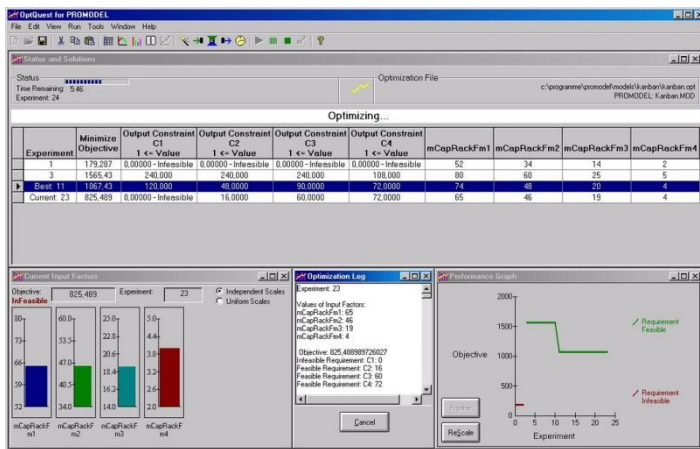 OptQuest for PROMODEL
File Edit View Run Tools Window Help
Status and Solutions
Status
Time Remaining: 5:46
Experiment: 24
Optimization File
c:\programme\promodel\models\kanban\kanban.opt
PROMODEL: Kanban.MOD
Optimizing...
Experiment Minimize Objective Output Constraint C1 1 <= Value Output Constraint C2 1 <= Value Output Constraint C3 1 <= Value Output Constraint C4 1 <= Value mCapRackFm1 mCapRackFm2 mCapRackFm3 mCapRackFm4
1 179,287 0,00000 - Infeasible 0,00000 - Infeasible 0,00000 - Infeasible 0,00000 - Infeasible 52 34 14 2
3 1565,43 240,000 240,000 240,000 108,000 80 60 25 5
Best: 11 1067,43 120,000 48,0000 90,0000 72,0000 74 48 20 4
Current: 23 825,489 0,00000 - Infeasible 16,0000 60,0000 72,0000 65 46 19 4
Current Input Factors
Objective: 825,489 Experiment: 23
InFeasible
Independent Scales
Uniform Scales
80 60.0 25.0 5.0
73 53.5 22.8 4.4
66 47.0 20.6 3.8
59 40.5 2.6
52 34.0 14.0 2.0
mCapRackFm1 mCapRackFm2 mCapRackFm3 mCapRackFm4
Optimization Log
Experiment: 23
Values of Input Factors:
mCapRackFm1: 65
mCapRackFm2: 46
mCapRackFm3: 19
mCapRackFm4: 4
Objective: 825,488989726027
Infeasible Requirement: C1: 0
Feasible Requirement: C2: 16
Feasible Requirement: C3: 60
Feasible Requirement: C4: 72
Cancel
Performance Graph
2000
1500
Objective 1000
500
0
0 5 10 15 20 25
Experiment
Requirement Feasible
Requirement Infeasible
ReScale